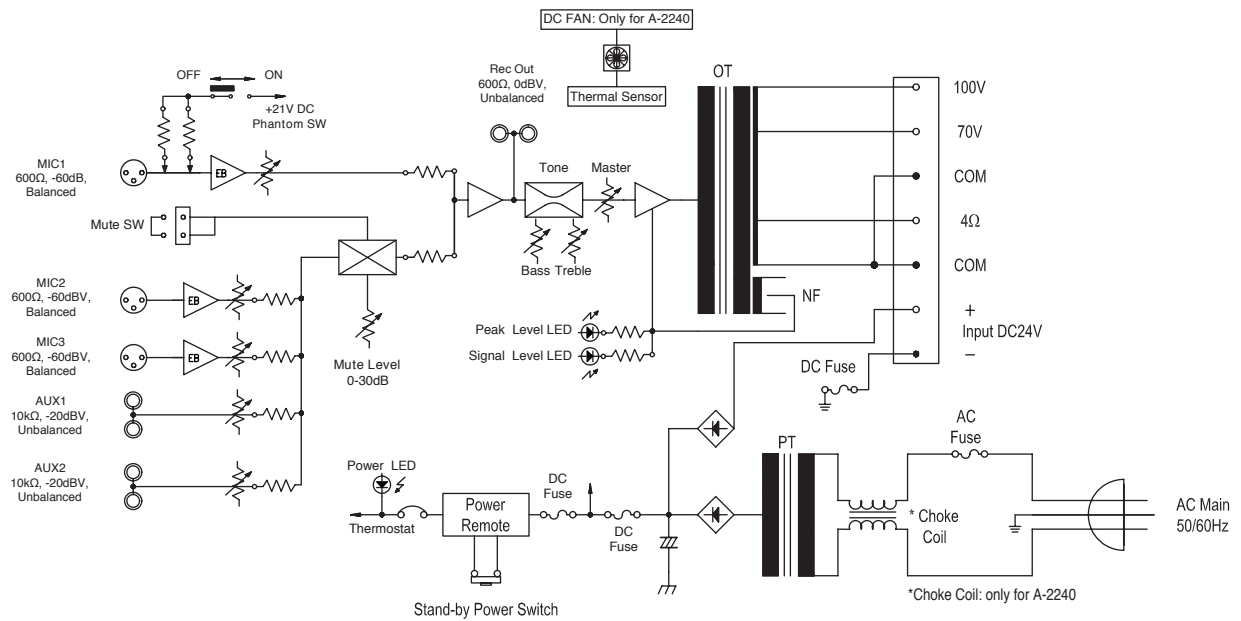 DC FAN: Only for A-2240
Thermal Sensor
OFF
ON
+21V DC
Phantom SW
Rec Out
600Ω, 0dBV,
Unbalanced
OT
100V
70V
COM
4Ω
COM
+
Input DC24V
−
MIC1
600Ω, -60dB,
Balanced
EB
Tone
Master
Bass Treble
Mute SW
MIC2
600Ω, -60dBV,
Balanced
EB
MIC3
600Ω, -60dBV,
Balanced
EB
Mute Level
0-30dB
Peak Level LED
Signal Level LED
NF
DC Fuse
AUX1
10kΩ, -20dBV,
Unbalanced
AUX2
10kΩ, -20dBV,
Unbalanced
Power LED
Thermostat
Power
Remote
DC
Fuse
DC
Fuse
PT
AC
Fuse
* Choke
Coil
AC Main
50/60Hz
*Choke Coil: only for A-2240
Stand-by Power Switch